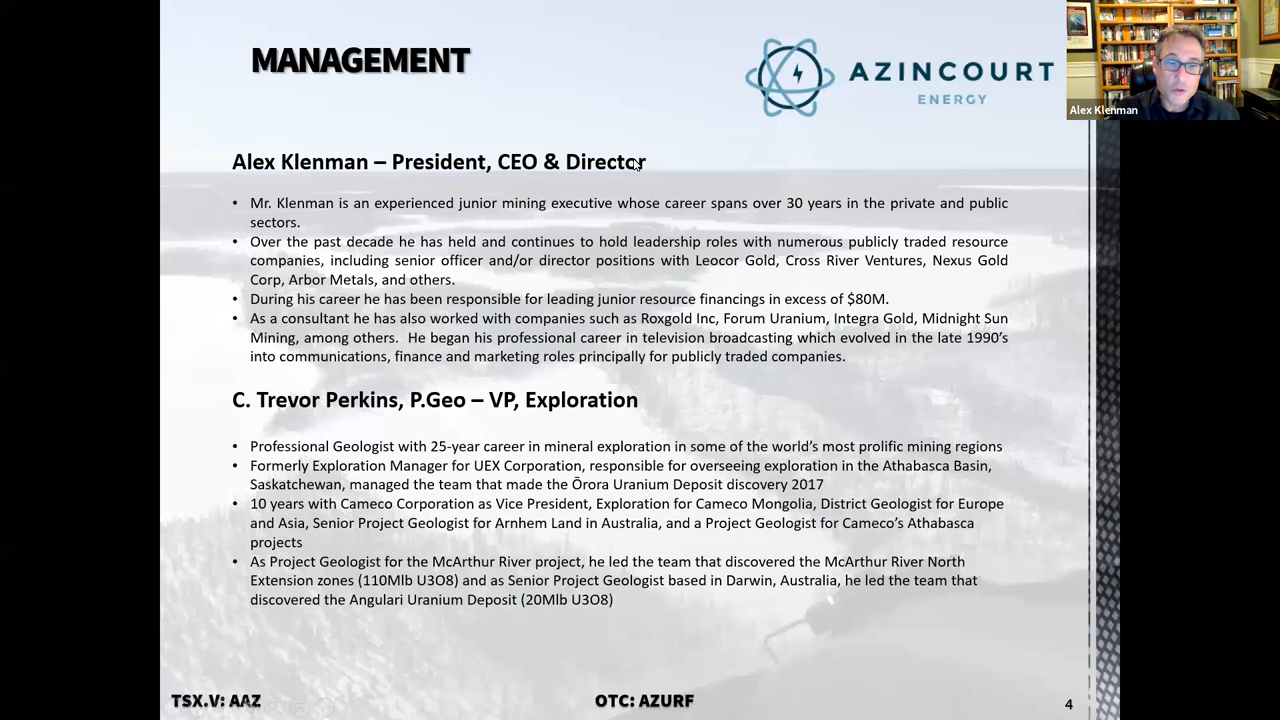 MANAGEMENT
AZINCOURT
ENERGY
Alex Klenman
Alex Klenman – President, CEO & Director
• Mr. Klenman is an experienced junior mining executive whose career spans over 30 years in the private and public
sectors.
• Over the past decade he has held and continues to hold leadership roles with numerous publicly traded resource
companies, including senior officer and/or director positions with Leocor Gold, Cross River Ventures, Nexus Gold
Corp, Arbor Metals, and others.
• During his career he has been responsible for leading junior resource financings in excess of $80M.
• As a consultant he has also worked with companies such as Roxgold Inc, Forum Uranium, Integra Gold, Midnight Sun
Mining, among others. He began his professional career in television broadcasting which evolved in the late 1990’s
into communications, finance and marketing roles principally for publicly traded companies.
C. Trevor Perkins, P.Geo – VP, Exploration
• Professional Geologist with 25-year career in mineral exploration in some of the world’s most prolific mining regions
• Formerly Exploration Manager for UEX Corporation, responsible for overseeing exploration in the Athabasca Basin,
Saskatchewan, managed the team that made the Ōrora Uranium Deposit discovery 2017
• 10 years with Cameco Corporation as Vice President, Exploration for Cameco Mongolia, District Geologist for Europe
and Asia, Senior Project Geologist for Arnhem Land in Australia, and a Project Geologist for Cameco’s Athabasca
projects
• As Project Geologist for the McArthur River project, he led the team that discovered the McArthur River North
Extension zones (110Mlb U3O8) and as Senior Project Geologist based in Darwin, Australia, he led the team that
discovered the Angulari Uranium Deposit (20Mlb U3O8)
TSX.V: AAZ
OTC: AZURF
4